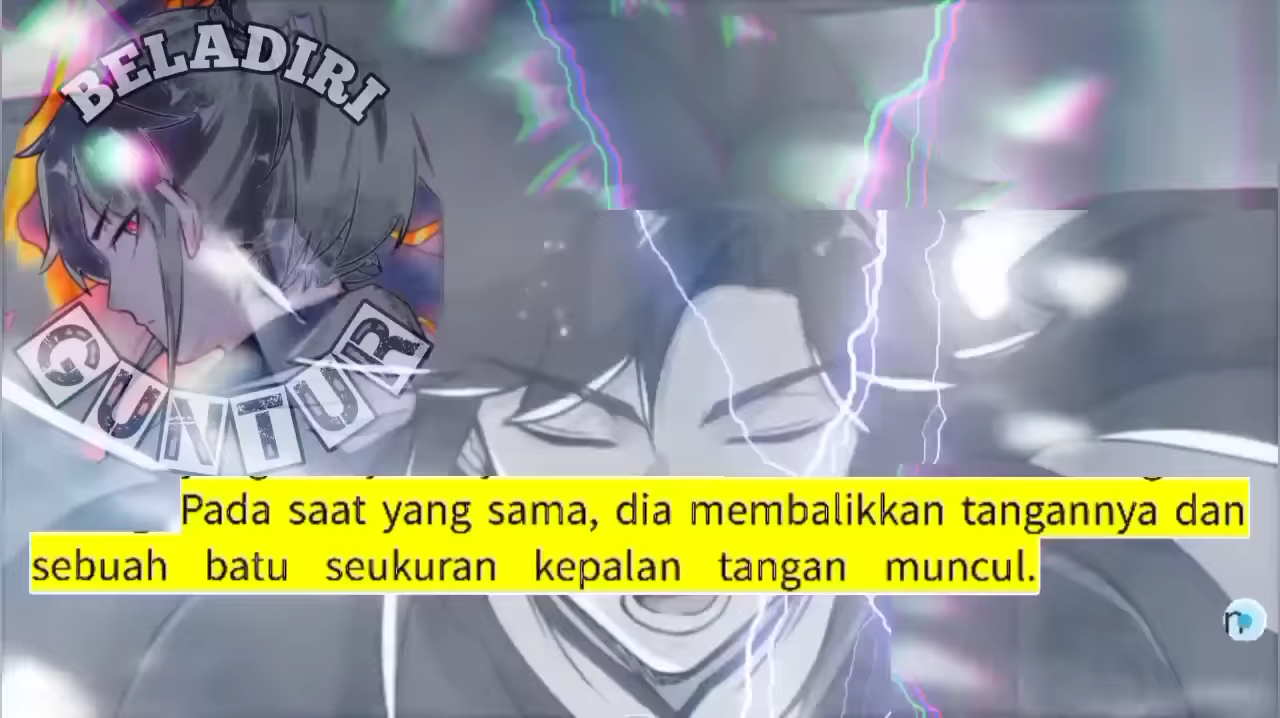 BELADIRI
GUNTUR
Pada saat yang sama, dia membalikkan tangannya dan
sebuah batu seukuran kepalan tangan muncul.